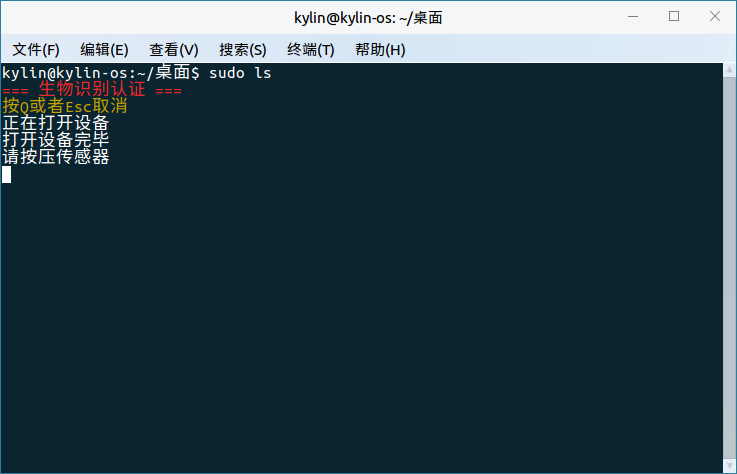 kylin@kylin-os: ~/桌面
文件(F) 编辑(E) 查看(V) 搜索(S) 终端(T) 帮助(H)
kylin@kylin-os:~/桌面$ sudo ls
=== 生物识别认证 ===
按Q或者Esc取消
正在打开设备
打开设备完毕
请按压传感器